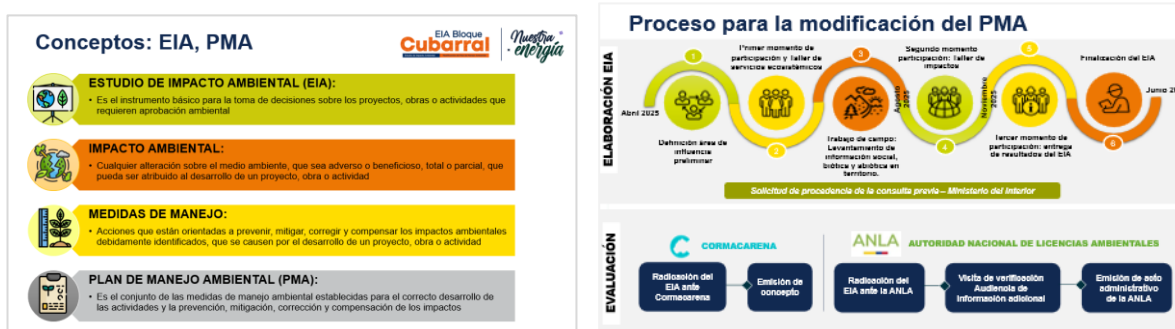 Conceptos: EIA, PMA
EIA Bloque
Cubarral
Nuestra
energía
ESTUDIO DE IMPACTO AMBIENTAL (EIA):
• Es el instrumento básico para la toma de decisiones sobre los proyectos, obras o actividades que
requieren aprobación ambiental
IMPACTO AMBIENTAL:
• Cualquier alteración sobre el medio ambiente, que sea adverso o beneficioso, total o parcial, que
pueda ser atribuido al desarrollo de un proyecto, obra o actividad
MEDIDAS DE MANEJO:
• Acciones que están orientadas a prevenir, mitigar, corregir y compensar los impactos ambientales
debidamente identificados, que se causen por el desarrollo de un proyecto, obra o actividad
PLAN DE MANEJO AMBIENTAL (PMA):
• Es el conjunto de las medidas de manejo ambiental establecidas para el correcto desarrollo de
las actividades y la prevención, mitigación, corrección y compensación de los impactos
Proceso para la modificación del PMA
ELABORACIÓN EIA
Abril 2025
1
Definición área de
influencia
preliminar
Primer momento de
participación y Taller de
servicios ecosistémicos
2
3
Trabajo de campo:
Levantamiento de
información social,
biótica y abiótica en
territorio.
Agosto
2025
Segundo momento
participación: Taller de
impactos
4
Noviembre
2025
5
Tercer momento de
participación: entrega
de resultados del EIA
Finalización del EIA
6
Junio
Solicitud de procedencia de la consulta previa – Ministerio del Interior
EVALUACIÓN
CORMACARENA
Radicación del
EIA ante
Cormacarena
Emisión de
concepto
ANLA
AUTORIDAD NACIONAL DE LICENCIAS AMBIENTALES
Radicación del
EIA ante la ANLA
Visita de verificación
Audiencia de
información adicional
Emisión de acto
administrativo
de la ANLA